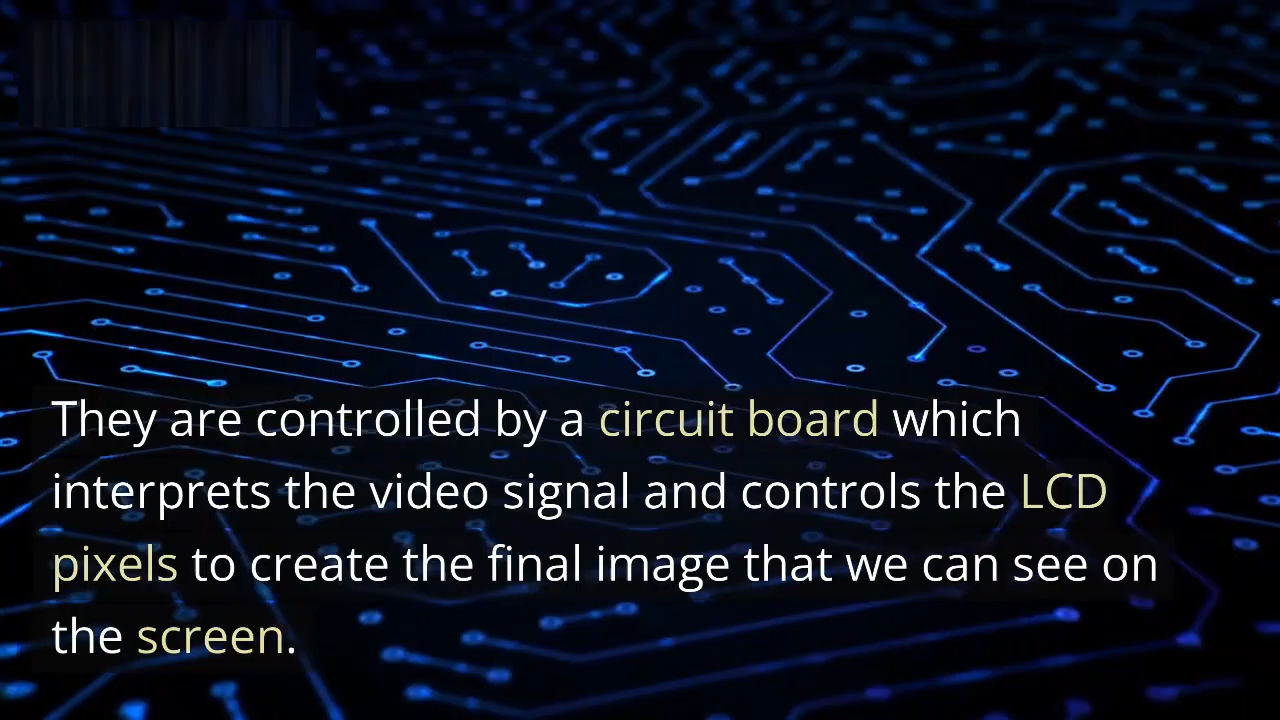 They are controlled by a circuit board which
interprets the video signal and controls the LCD
pixels to create the final image that we can see on
the screen.